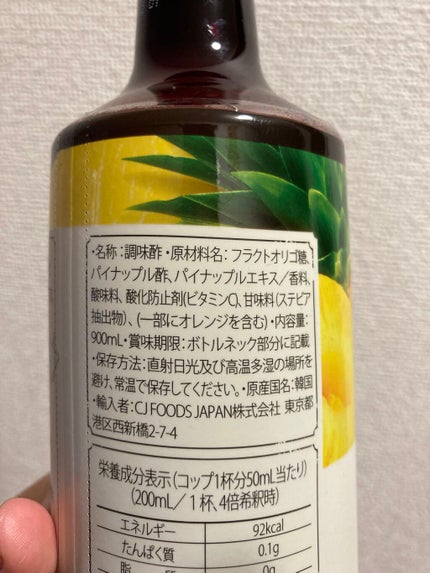 ・名称：調味酢・原材料名：フラクトオリゴ糖、
パイナップル酢、パイナップルエキス／香料、
酸味料、酸化防止剤(ビタミンC)、甘味料(ステビア
抽出物)、(一部にオレンジを含む)・内容量：
900mL・賞味期限：ボトルネック部分に記載
・保存方法：直射日光及び高温多湿の場所を
避け、常温で保存してください。・原産国名：韓国
・輸入者：CJ FOODS JAPAN株式会社 東京都
港区西新橋2-7-4
栄養成分表示（コップ1杯分50mL当たり）
（200mL／1杯、4倍希釈時）
エネルギー 92kcal
たんぱく質 0.1g
脂 質 0g